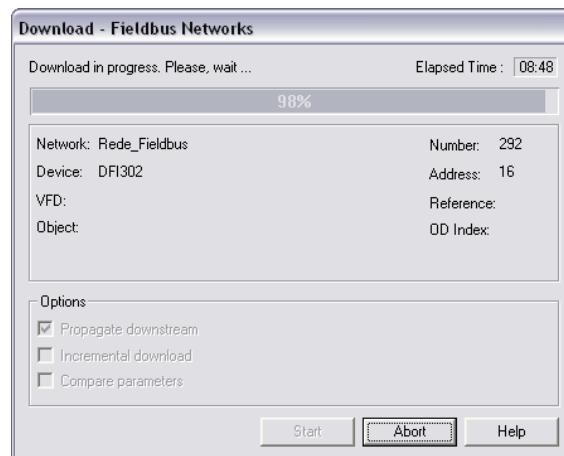 Download - Fieldbus Networks
Download in progress. Please, wait ... Elapsed Time : 08:48
98%
Network: Rede_Fieldbus Number: 292
Device: DFI302 Address: 16
VFD: Reference:
Object: OD Index:
Options
Propagate downstream
Incremental download
Compare parameters
Start Abort Help